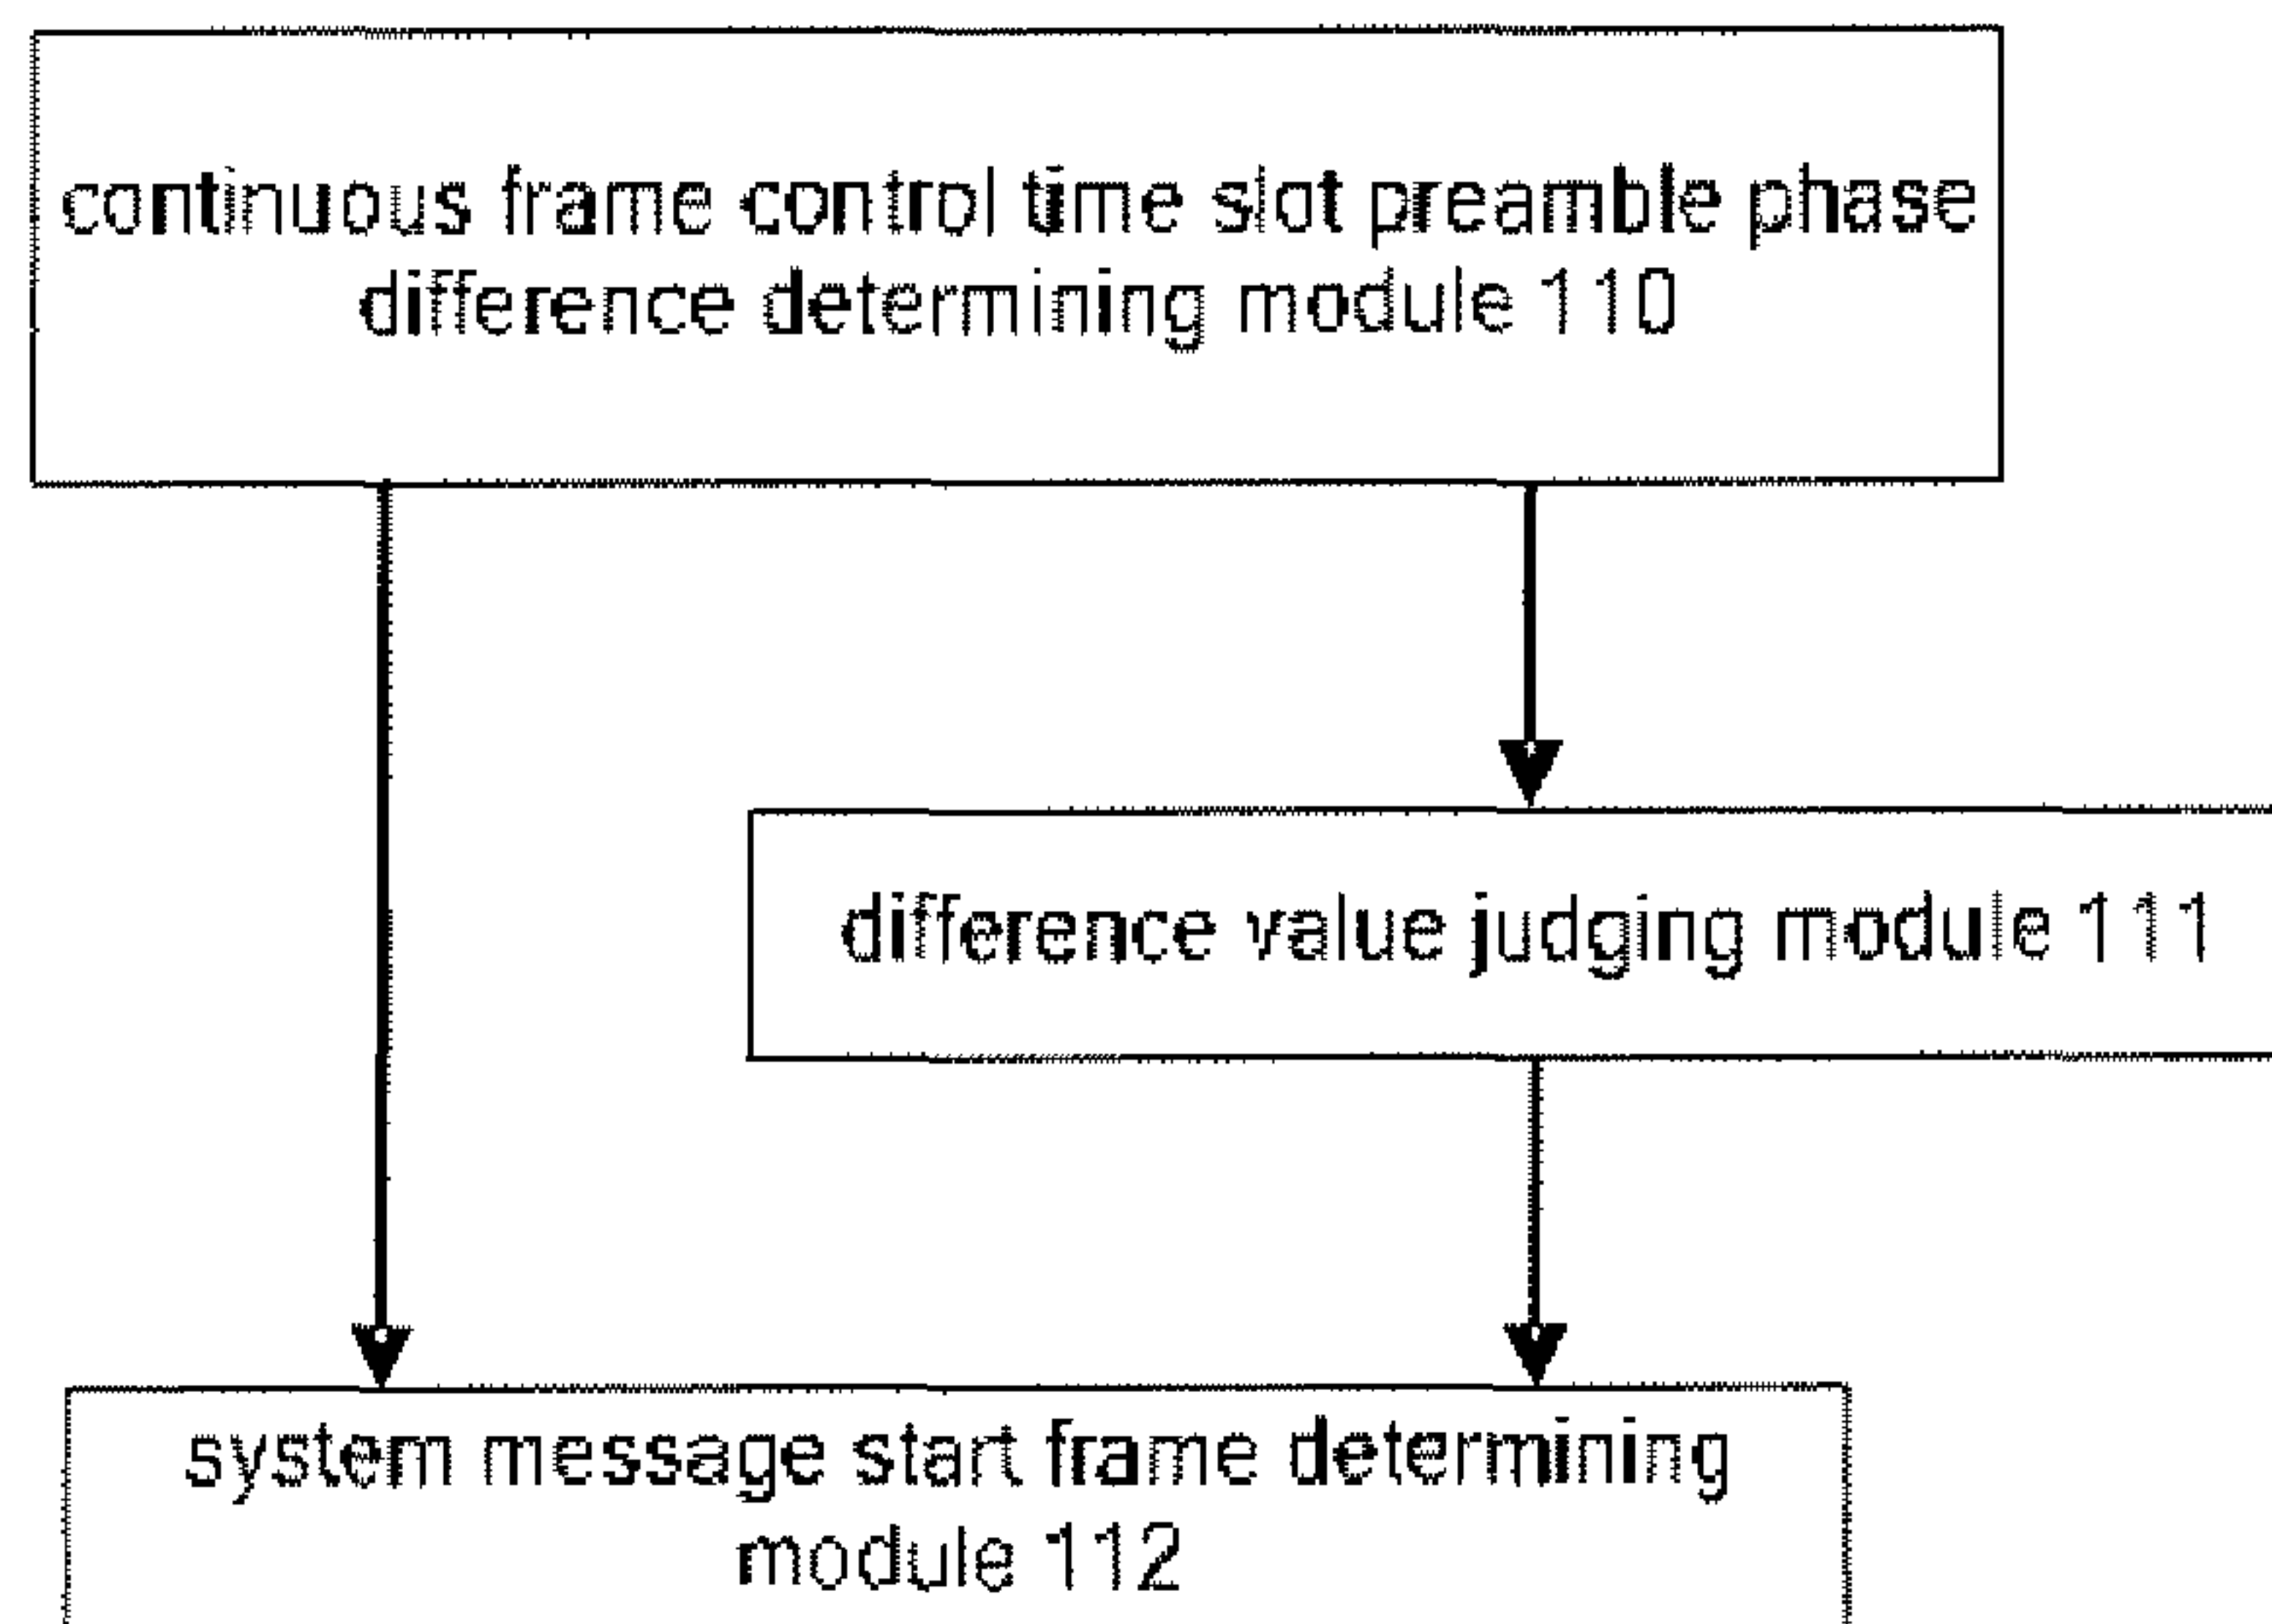 continuous frame control time slot preamble phase
difference determining module 110
difference value judging module 111
system message start frame determining
module 112